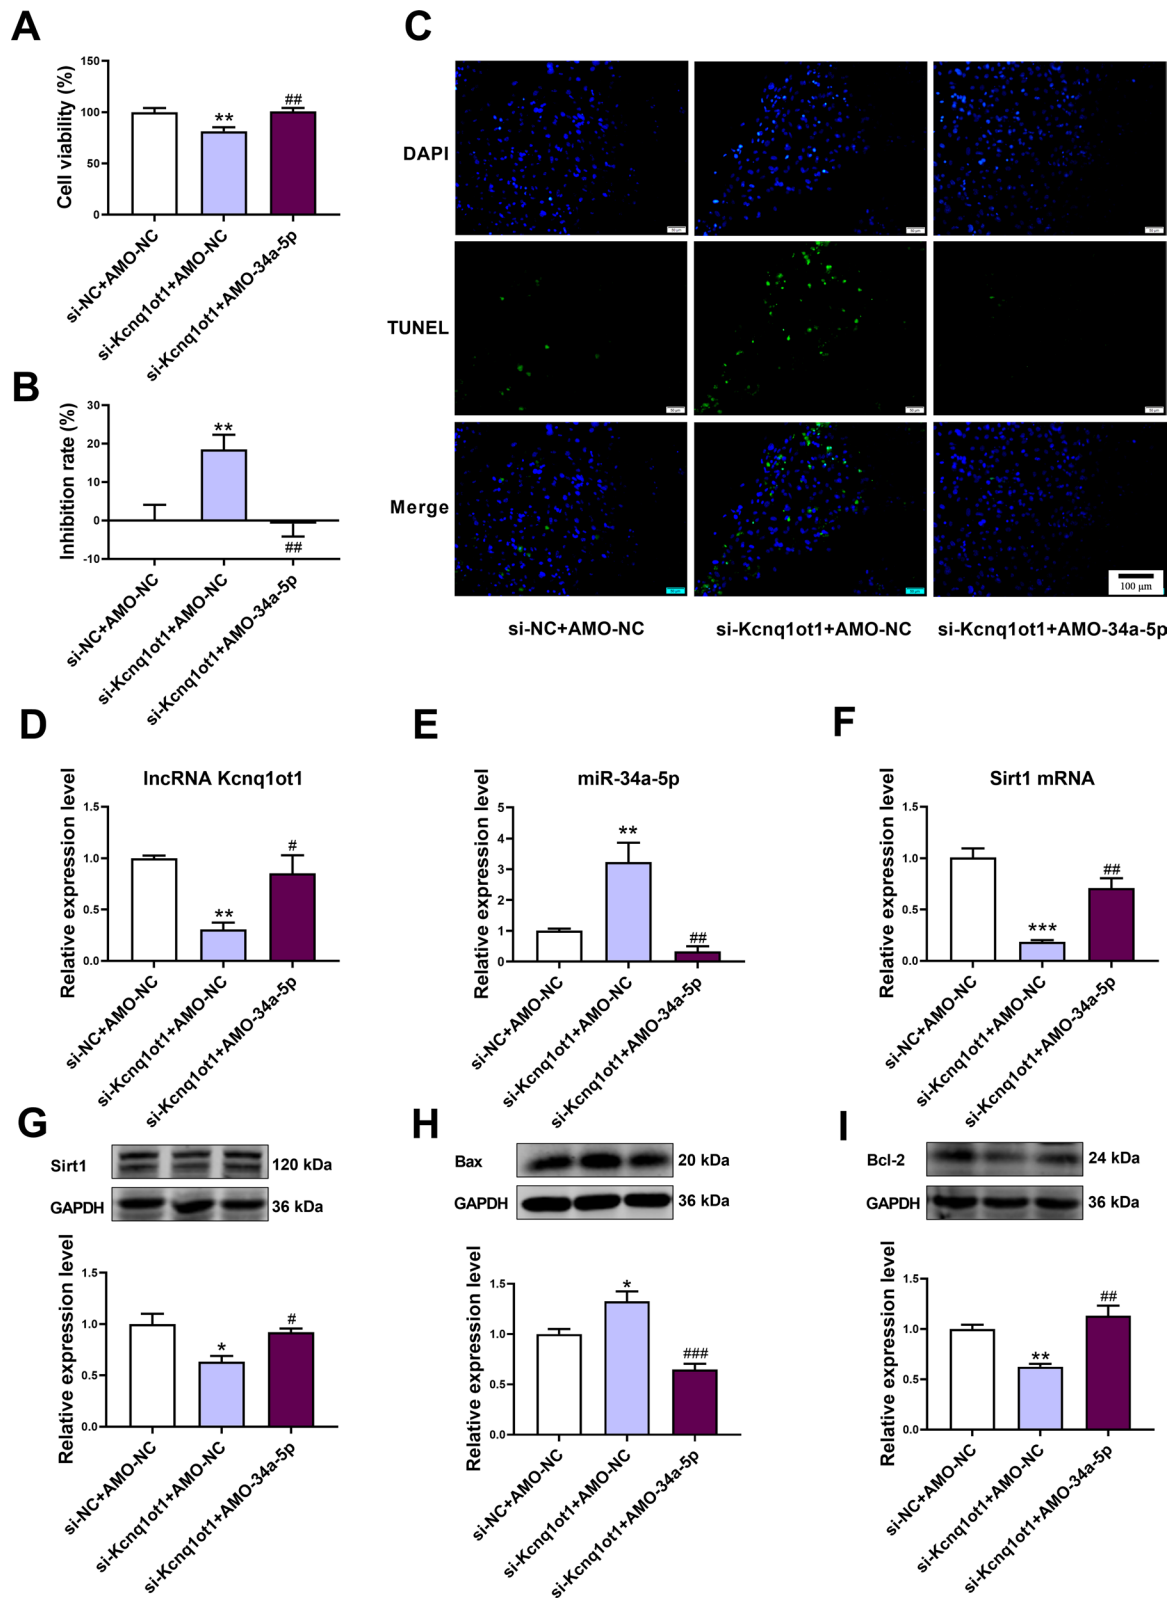 A
Cell viability (%)
150
100
50
0
**
##
si-NC+AMO-NC
si-Kcnq1ot1+AMO-NC
si-Kcnq1ot1+AMO-34a-5p
B
Inhibition rate (%)
30
20
10
0
-10
**
##
si-NC+AMO-NC
si-Kcnq1ot1+AMO-NC
si-Kcnq1ot1+AMO-34a-5p
C
DAPI
TUNEL
Merge
100 μm
si-NC+AMO-NC
si-Kcnq1ot1+AMO-NC
si-Kcnq1ot1+AMO-34a-5p
D
lncRNA Kcnq1ot1
Relative expression level
1.5
1.0
0.5
0.0
**
#
si-NC+AMO-NC
si-Kcnq1ot1+AMO-NC
si-Kcnq1ot1+AMO-34a-5p
E
miR-34a-5p
Relative expression level
5
4
3
2
1
0
**
##
si-NC+AMO-NC
si-Kcnq1ot1+AMO-NC
si-Kcnq1ot1+AMO-34a-5p
F
Sirt1 mRNA
Relative expression level
1.5
1.0
0.5
0.0
***
##
si-NC+AMO-NC
si-Kcnq1ot1+AMO-NC
si-Kcnq1ot1+AMO-34a-5p
G
Sirt1
120 kDa
GAPDH
36 kDa
Relative expression level
1.5
1.0
0.5
0.0
*
#
si-NC+AMO-NC
si-Kcnq1ot1+AMO-NC
si-Kcnq1ot1+AMO-34a-5p
H
Bax
20 kDa
GAPDH
36 kDa
Relative expression level
1.5
1.0
0.5
0.0
*
###
si-NC+AMO-NC
si-Kcnq1ot1+AMO-NC
si-Kcnq1ot1+AMO-34a-5p
I
Bcl-2
24 kDa
GAPDH
36 kDa
Relative expression level
1.5
1.0
0.5
0.0
**
##
si-NC+AMO-NC
si-Kcnq1ot1+AMO-NC
si-Kcnq1ot1+AMO-34a-5p